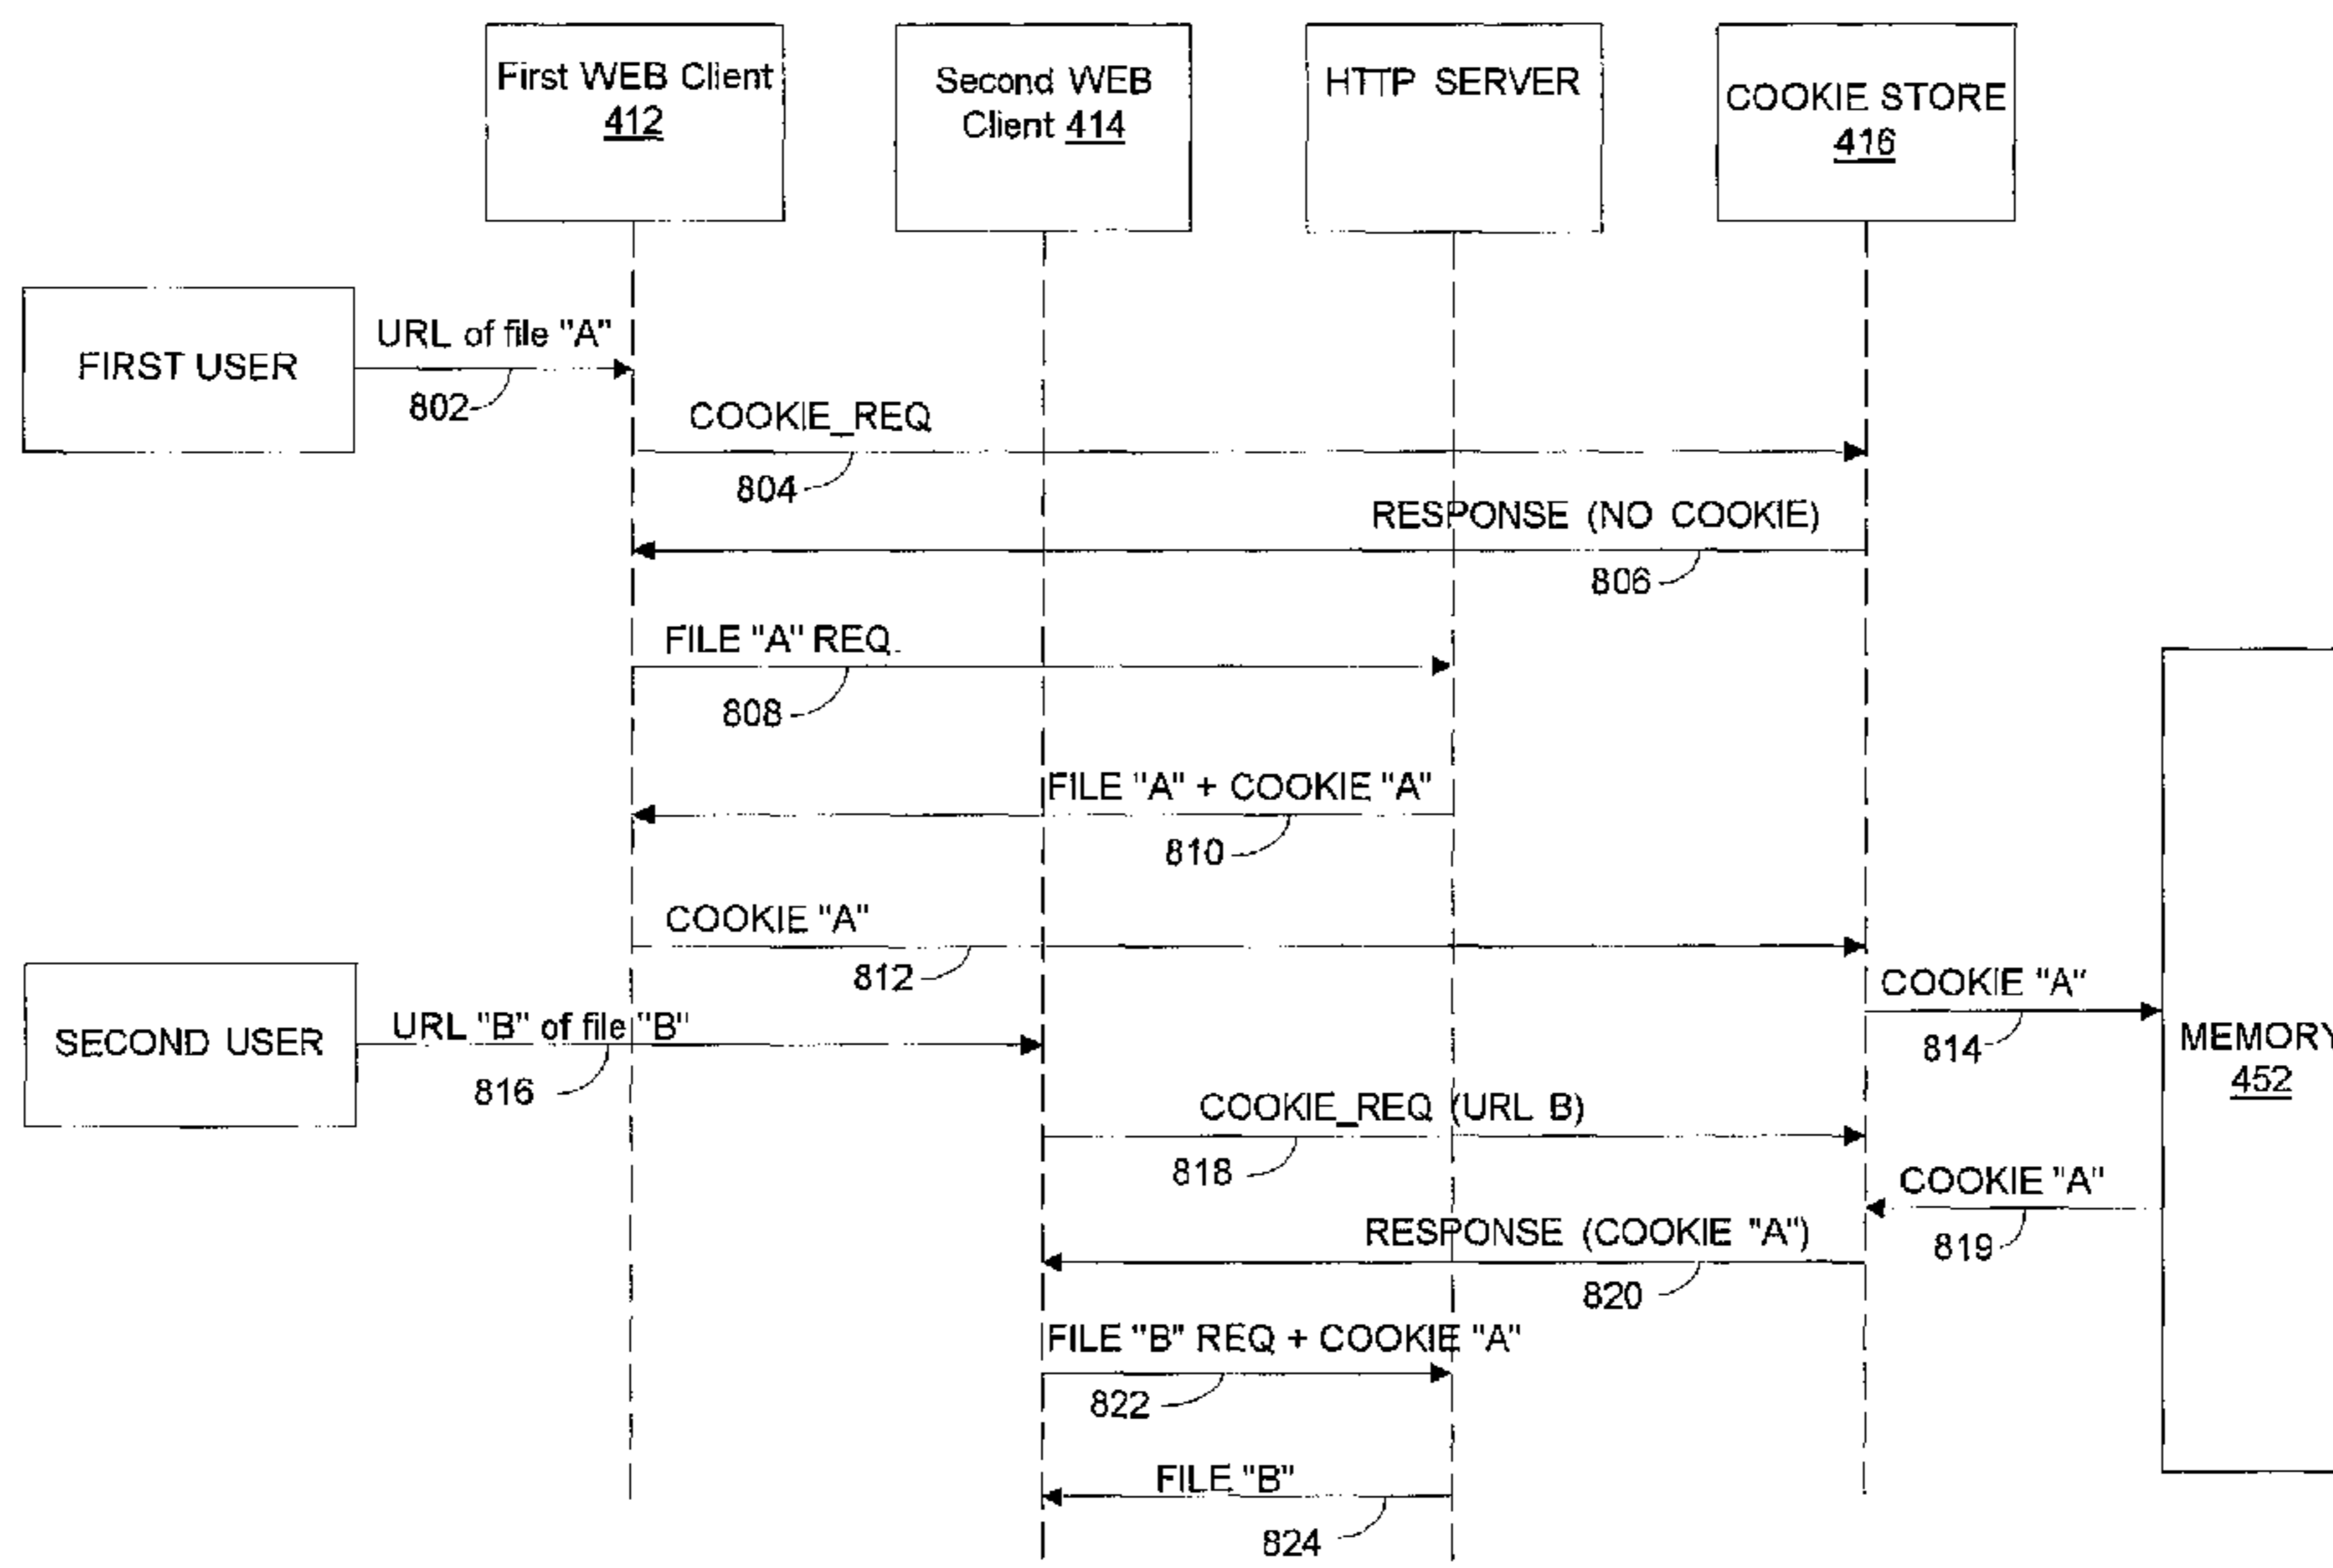 First WEB Client
412
Second WEB
Client 414
HTTP SERVER
COOKIE STORE
416
FIRST USER
URL of file "A"
802
COOKIE_REQ
804
RESPONSE (NO COOKIE)
806
FILE "A" REQ.
808
FILE "A" + COOKIE "A"
810
COOKIE "A"
812
COOKIE "A"
814
MEMORY
452
SECOND USER
URL "B" of file "B"
816
COOKIE_REQ (URL B)
818
COOKIE "A"
819
RESPONSE (COOKIE "A")
820
FILE "B" REQ + COOKIE "A"
822
FILE "B"
824